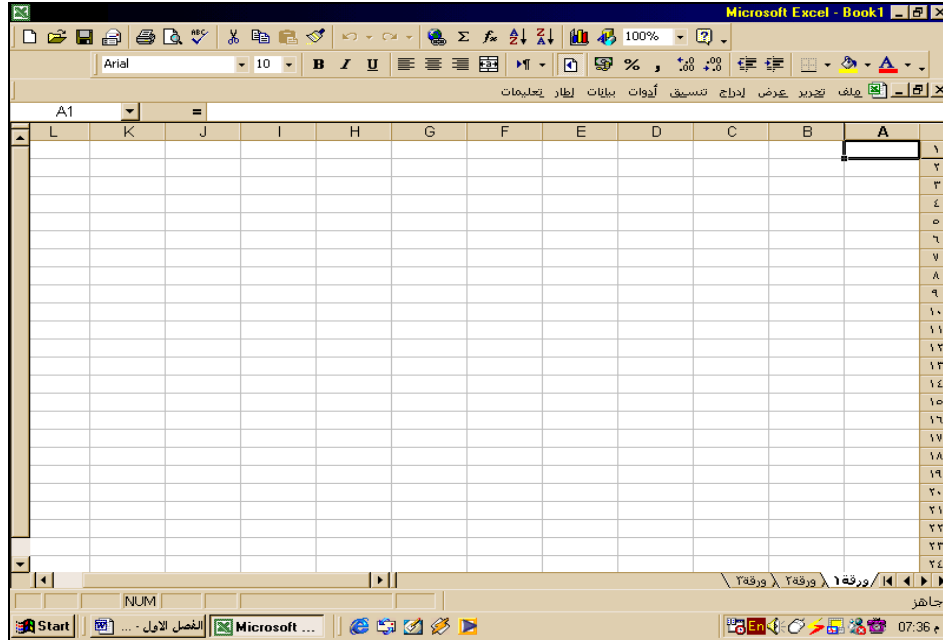 Microsoft Excel - Book1
100%
Arial 10 B I U % ,
ملف تحرير عرض إدراج تنسيق أدوات بيانات إطار تعليمات
A1 =
L K J I H G F E D C B A
١
٢
٣
٤
٥
٦
٧
٨
٩
١٠
١١
١٢
١٣
١٤
١٥
١٦
١٧
١٨
١٩
٢٠
٢١
٢٢
٢٣
٢٤
ورقة١ ورقة٢ ورقة٣
جاهز
NUM
Start
الفصل الاول - ...
Microsoft ...
En
07:36 م